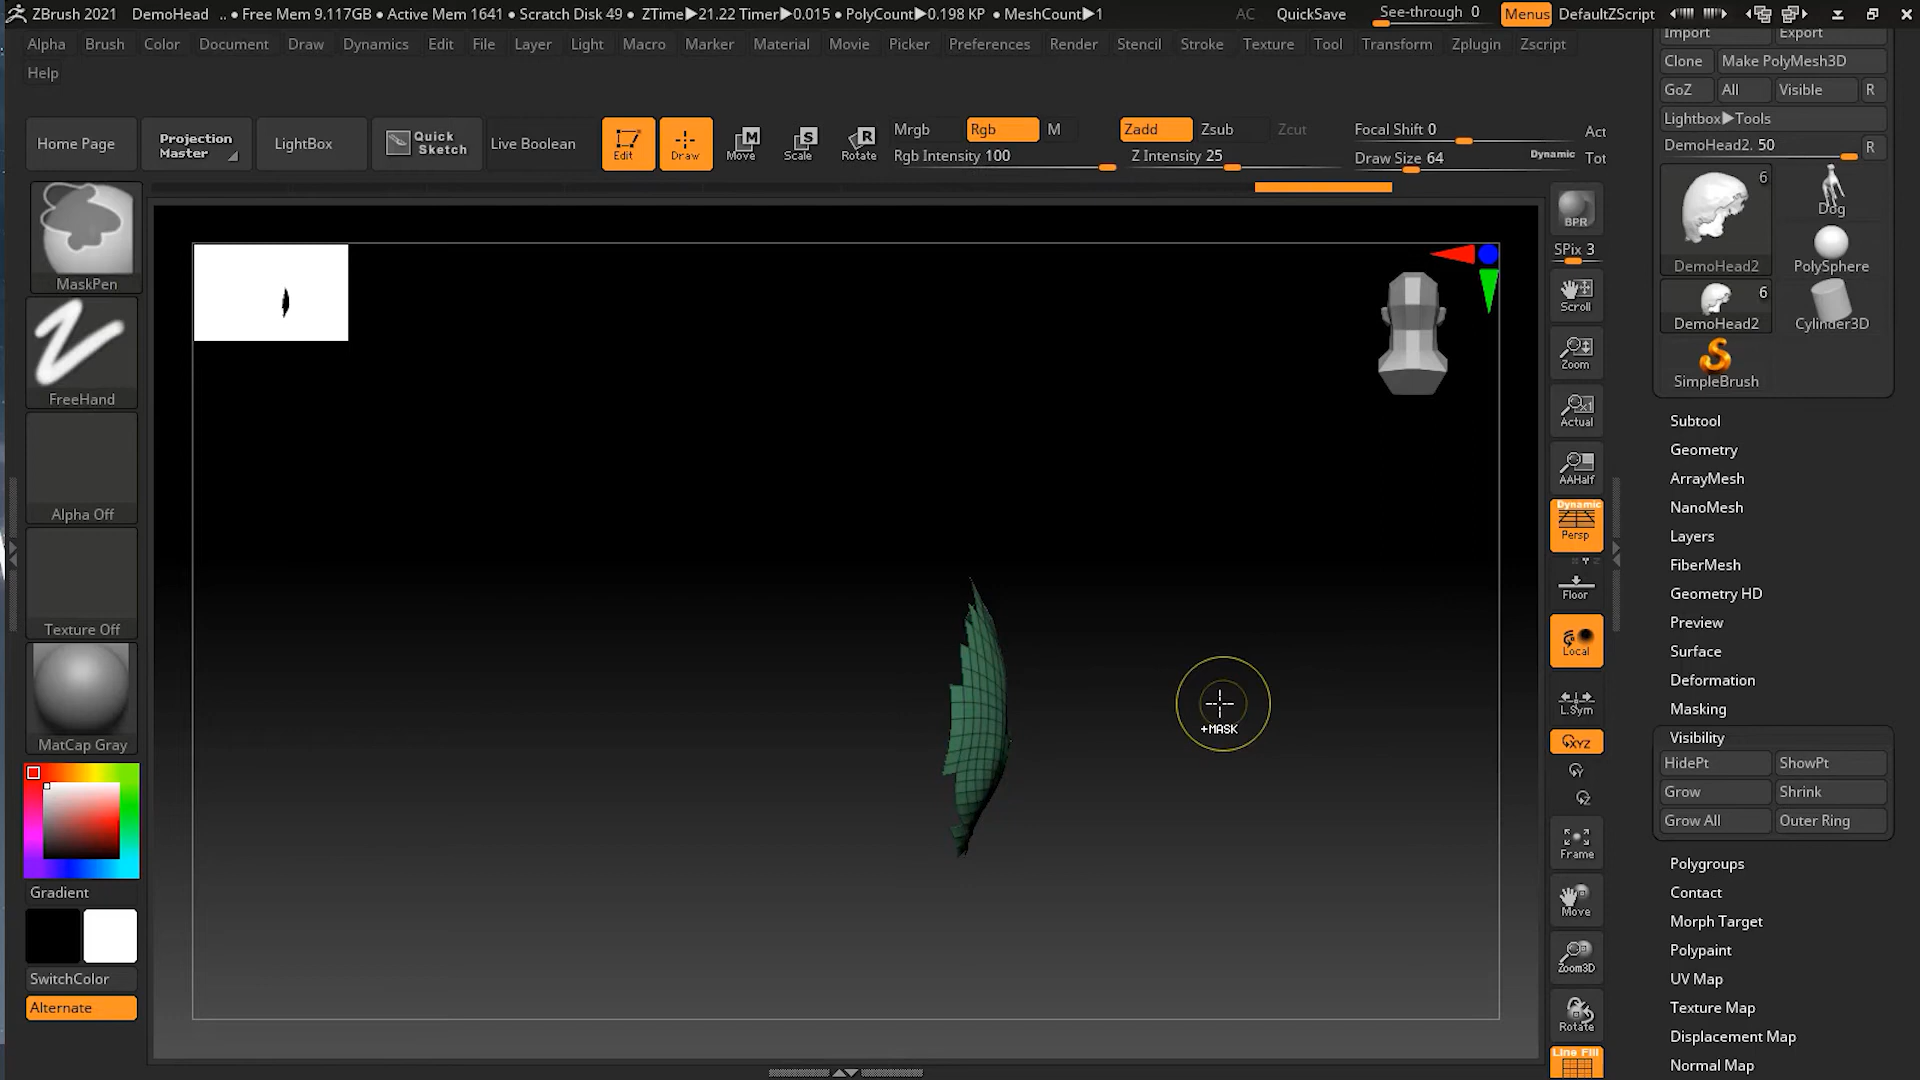 ZBrush 2021 DemoHead .. • Free Mem 9.117GB • Active Mem 1641 • Scratch Disk 49 • ZTime▶21.22 Timer▶0.015 • PolyCount▶0.198 KP • MeshCount▶1 AC QuickSave See-through 0 Menus DefaultZScript
Alpha Brush Color Document Draw Dynamics Edit File Layer Light Macro Marker Material Movie Movie Picker Preferences Render Stencil Stroke Texture Tool Transform Zplugin Zscript
Help
Home Page
Projection
Master
LightBox
Quick
Sketch
Live Boolean
Edit
Draw
Move
Scale
Rotate
Mrgb Rgb M
Rgb Intensity 100
Zadd Zsub Zcut
Z Intensity 25
Focal Shift 0
Draw Size 64 Dynamic
Act
Tot
MaskPen
FreeHand
Alpha Off
Texture Off
MatCap Gray
Gradient
SwitchColor
Alternate
+MASK
BPR
SPix 3
Scroll
Zoom
Actual
AAHalf
Dynamic
Persp
Floor
Local
L.Sym
XYZ
Y
Z
Frame
Move
Zoom3D
Rotate
Line Fill
Import Export
Clone Make PolyMesh3D
GoZ All Visible R
Lightbox▶Tools
DemoHead2. 50 R
6
DemoHead2
Dog
PolySphere
6
DemoHead2
Cylinder3D
SimpleBrush
Subtool
Geometry
ArrayMesh
NanoMesh
Layers
FiberMesh
Geometry HD
Preview
Surface
Deformation
Masking
Visibility
HidePt ShowPt
Grow Shrink
Grow All Outer Ring
Polygroups
Contact
Morph Target
Polypaint
UV Map
Texture Map
Displacement Map
Normal Map